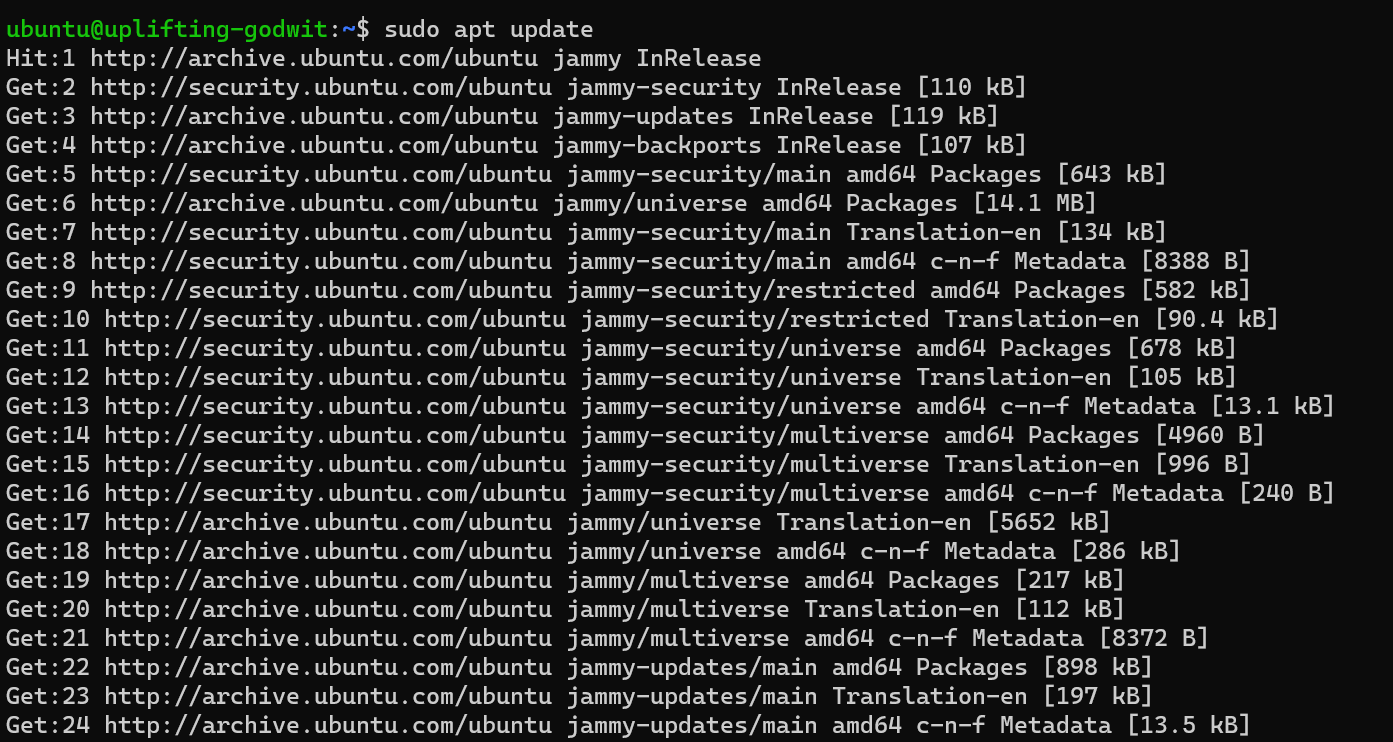 ubuntu@uplifting-godwit:~$ sudo apt update
Hit:1 http://archive.ubuntu.com/ubuntu jammy InRelease
Get:2 http://security.ubuntu.com/ubuntu jammy-security InRelease [110 kB]
Get:3 http://archive.ubuntu.com/ubuntu jammy-updates InRelease [119 kB]
Get:4 http://archive.ubuntu.com/ubuntu jammy-backports InRelease [107 kB]
Get:5 http://security.ubuntu.com/ubuntu jammy-security/main amd64 Packages [643 kB]
Get:6 http://archive.ubuntu.com/ubuntu jammy/universe amd64 Packages [14.1 MB]
Get:7 http://security.ubuntu.com/ubuntu jammy-security/main Translation-en [134 kB]
Get:8 http://security.ubuntu.com/ubuntu jammy-security/main amd64 c-n-f Metadata [8388 B]
Get:9 http://security.ubuntu.com/ubuntu jammy-security/restricted amd64 Packages [582 kB]
Get:10 http://security.ubuntu.com/ubuntu jammy-security/restricted Translation-en [90.4 kB]
Get:11 http://security.ubuntu.com/ubuntu jammy-security/universe amd64 Packages [678 kB]
Get:12 http://security.ubuntu.com/ubuntu jammy-security/universe Translation-en [105 kB]
Get:13 http://security.ubuntu.com/ubuntu jammy-security/universe amd64 c-n-f Metadata [13.1 kB]
Get:14 http://security.ubuntu.com/ubuntu jammy-security/multiverse amd64 Packages [4960 B]
Get:15 http://security.ubuntu.com/ubuntu jammy-security/multiverse Translation-en [996 B]
Get:16 http://security.ubuntu.com/ubuntu jammy-security/multiverse amd64 c-n-f Metadata [240 B]
Get:17 http://archive.ubuntu.com/ubuntu jammy/universe Translation-en [5652 kB]
Get:18 http://archive.ubuntu.com/ubuntu jammy/universe amd64 c-n-f Metadata [286 kB]
Get:19 http://archive.ubuntu.com/ubuntu jammy/multiverse amd64 Packages [217 kB]
Get:20 http://archive.ubuntu.com/ubuntu jammy/multiverse Translation-en [112 kB]
Get:21 http://archive.ubuntu.com/ubuntu jammy/multiverse amd64 c-n-f Metadata [8372 B]
Get:22 http://archive.ubuntu.com/ubuntu jammy-updates/main amd64 Packages [898 kB]
Get:23 http://archive.ubuntu.com/ubuntu jammy-updates/main Translation-en [197 kB]
Get:24 http://archive.ubuntu.com/ubuntu jammy-updates/main amd64 c-n-f Metadata [13.5 kB]